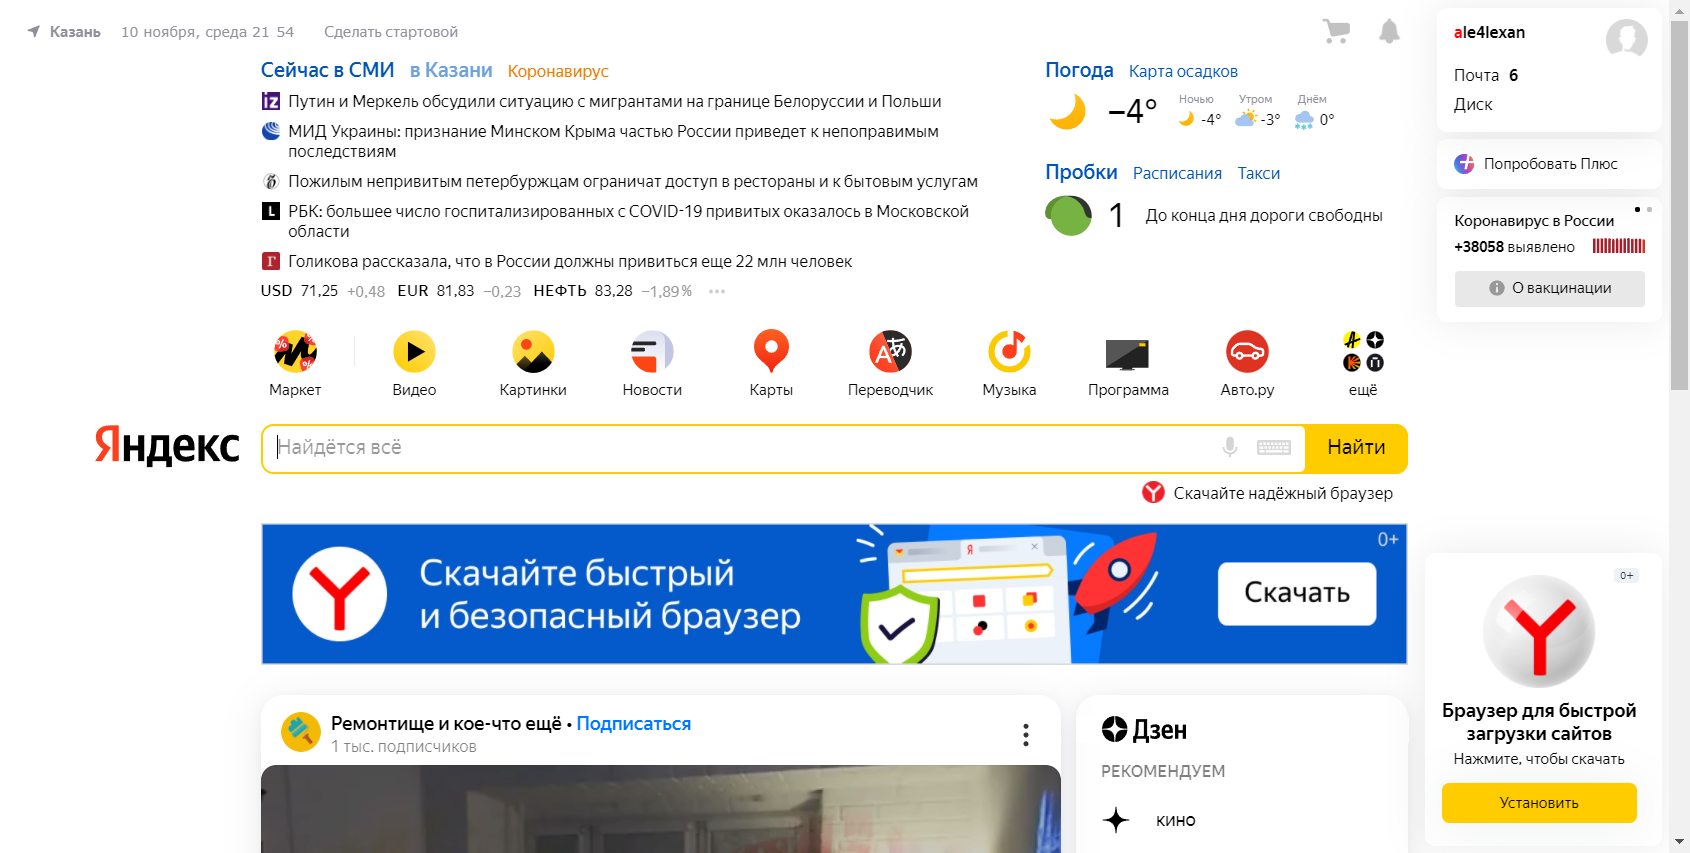 Казань 10 ноября, среда 21 54 Сделать стартовой
Сейчас в СМИ в Казани Коронавирус
Путин и Меркель обсудили ситуацию с мигрантами на границе Белоруссии и Польши
МИД Украины: признание Минском Крыма частью России приведет к непоправимым
последствиям
Пожилым непривитым петербуржцам ограничат доступ в рестораны и к бытовым услугам
РБК: большее число госпитализированных с COVID-19 привитых оказалось в Московской
области
Голикова рассказала, что в России должны привиться еще 22 млн человек
USD 71,25 +0,48 EUR 81,83 −0,23 НЕФТЬ 83,28 −1,89% •••
Погода Карта осадков
−4° Ночью -4° Утром -3° Днём 0°
Пробки Расписания Такси
1 До конца дня дороги свободны
ale4lexan
Почта 6
Диск
Попробовать Плюс
Коронавирус в России
+38058 выявлено
О вакцинации
Маркет Видео Картинки Новости Карты Переводчик Музыка Программа Авто.ру ещё
Яндекс Найдётся всё Найти
Скачайте надёжный браузер
Скачайте быстрый
и безопасный браузер
Скачать
0+
Ремонтище и кое-что ещё • Подписаться
1 тыс. подписчиков
Дзен
РЕКОМЕНДУЕМ
кино
0+
Браузер для быстрой
загрузки сайтов
Нажмите, чтобы скачать
Установить